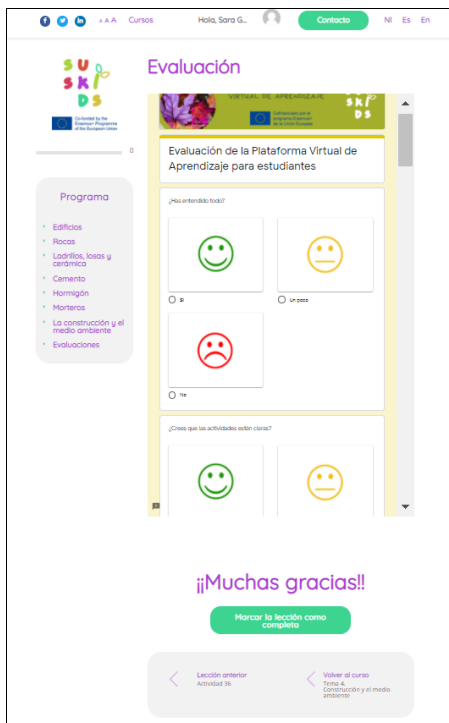 A A A Cursos Hola, Sara G... Contacto Nl Es En
SU
SKI
DS
Co-funded by the
Erasmus+ Programme
of the European Union
0
Programa
Edificios
Rocas
Ladrillos, losas y
cerámica
Cemento
Hormigón
Morteros
La construcción y el
medio ambiente
Evaluaciones
Evaluación
VIRTUAL DE APRENDIZAJE
Cofinanciado por el
programa Erasmus+
de la Unión Europea
SKI
DS
Evaluación de la Plataforma Virtual de
Aprendizaje para estudiantes
¿Has entendido todo?
Sí
Un poco
No
¿Crees que las actividades están claras?
¡¡Muchas gracias!!
Marcar la lección como
completa
Lección anterior
Actividad 36
Volver al curso
Tema 4.
Construcción y el medio
ambiente